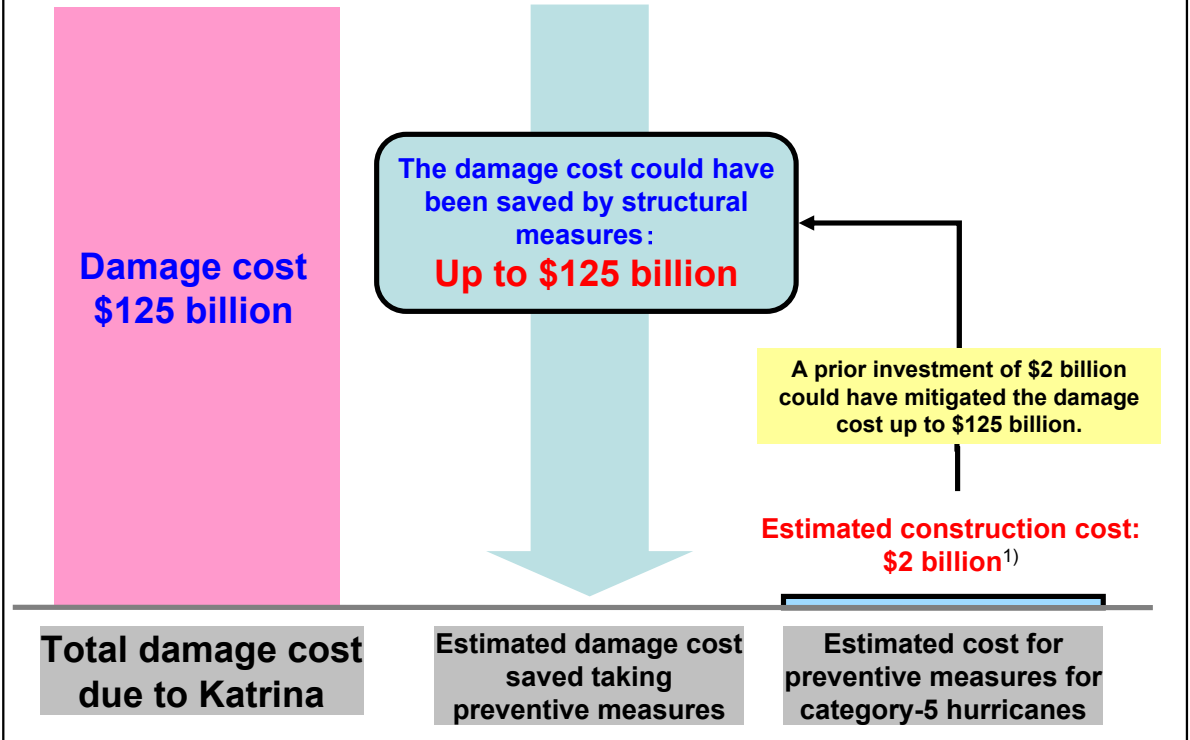 Damage cost
$125 billion
The damage cost could have
been saved by structural
measures:
Up to $125 billion
A prior investment of $2 billion
could have mitigated the damage
cost up to $125 billion.
Estimated construction cost:
$2 billion1)
Total damage cost
due to Katrina
Estimated damage cost
saved taking
preventive measures
Estimated cost for
preventive measures for
category-5 hurricanes